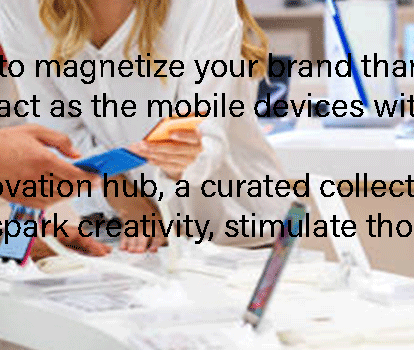 to magnetize your brand than
act as the mobile devices wit
ovation hub, a curated collect
spark creativity, stimulate tho